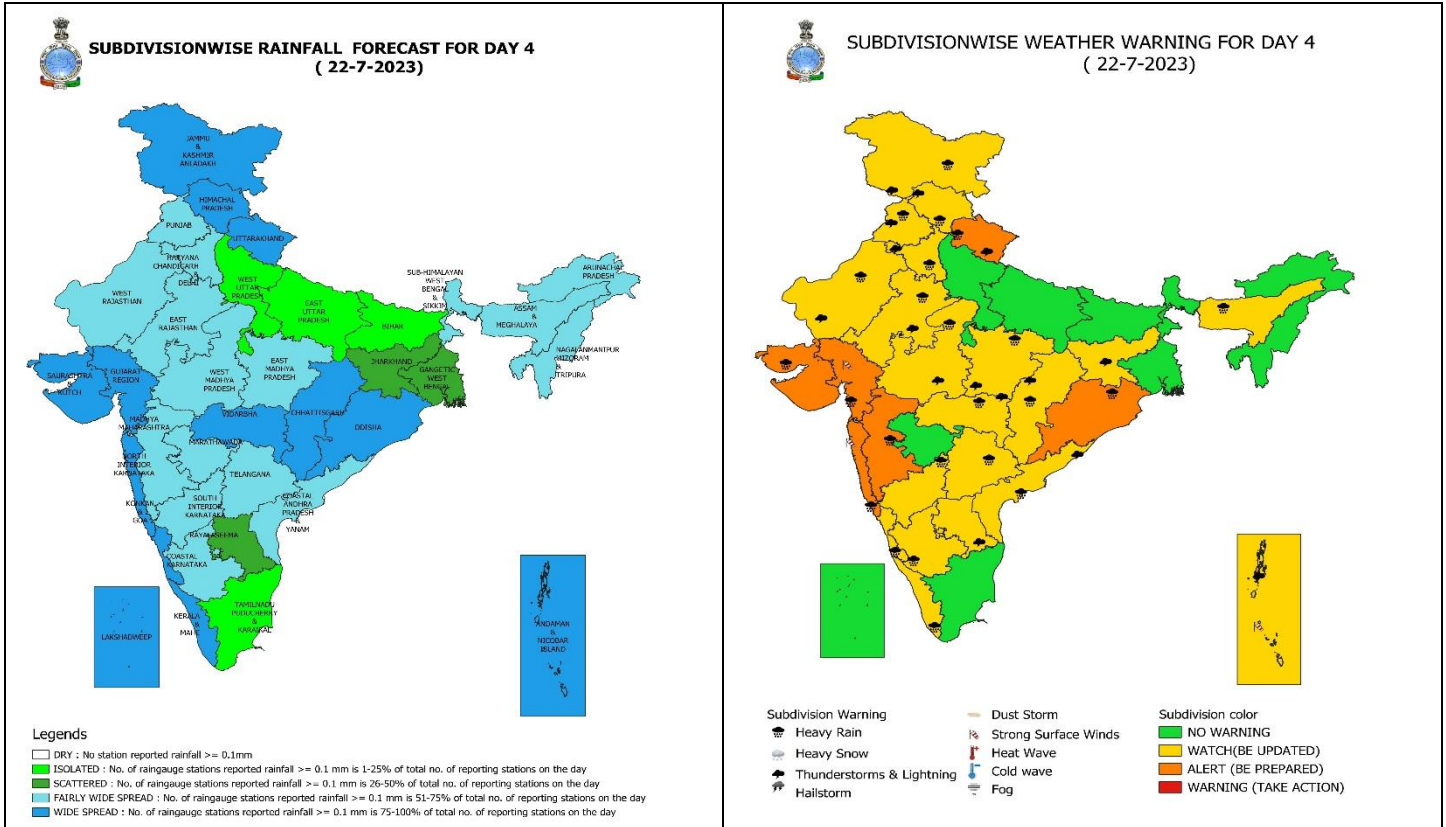 SUBDIVISIONWISE RAINFALL FORECAST FOR DAY 4
( 22-7-2023)
JAMMU
&
KASHMIR
ANLADAKH
HIMACHAL
PRADESH
PUNJAB
UTTARAKHAND
HARYANA
CHANDIGARH
DELHI
WEST
RAJASTHAN
WEST
UTTAR
PRADESH
EAST
UTTAR
PRADESH
SUB-HIMALAYAN
WEST
BENGAL
&
SIKKIM
ARUNACHAL
PRADESH
ASSAM
&
MEGHALAYA
EAST
RAJASTHAN
BIHAR
NAGALANMANTPUR
MIZORAM
&
TRIPURA
JHARKHAND
GANGCTIC
WEST
BENGAL
SAURASHTRA
&
KUTCH
GUJARAT
REGION
WEST
MADHYA
PRADESH
EAST
MADHYA
PRADESH
VIDARBHA
CHHATTISGARH
ODISHA
MADHYA
MAHARASHTRA
MARATHAWADA
NORTH
INTERIOR
KARNATAKA
TELANGANA
KONKAN
&
GOA
SOUTH
INTERIOR
KARNATAKA
COASTAL
ANDHRA
PRADESH
&
YANAM
RAYALASEEMA
COASTAL
KARNATAKA
TAMILNADU
PUDUCHERRY
&
KARAIKAL
KERALA
&
MAHE
LAKSHADWEEP
ANDAMAN
&
NICOBAR
ISLAND
Legends
DRY : No station reported rainfall >= 0.1mm
ISOLATED : No. of raingauge stations reported rainfall >= 0.1 mm is 1-25% of total no. of reporting stations on the day
SCATTERED : No. of raingauge stations reported rainfall >= 0.1 mm is 26-50% of total no. of reporting stations on the day
FAIRLY WIDE SPREAD : No. of raingauge stations reported rainfall >= 0.1 mm is 51-75% of total no. of reporting stations on the day
WIDE SPREAD : No. of raingauge stations reported rainfall >= 0.1 mm is 75-100% of total no. of reporting stations on the day
SUBDIVISIONWISE WEATHER WARNING FOR DAY 4
( 22-7-2023)
Subdivision Warning
Heavy Rain
Heavy Snow
Thunderstorms & Lightning
Hailstorm
Dust Storm
Strong Surface Winds
Heat Wave
Cold wave
Fog
Subdivision color
NO WARNING
WATCH(BE UPDATED)
ALERT (BE PREPARED)
WARNING (TAKE ACTION)